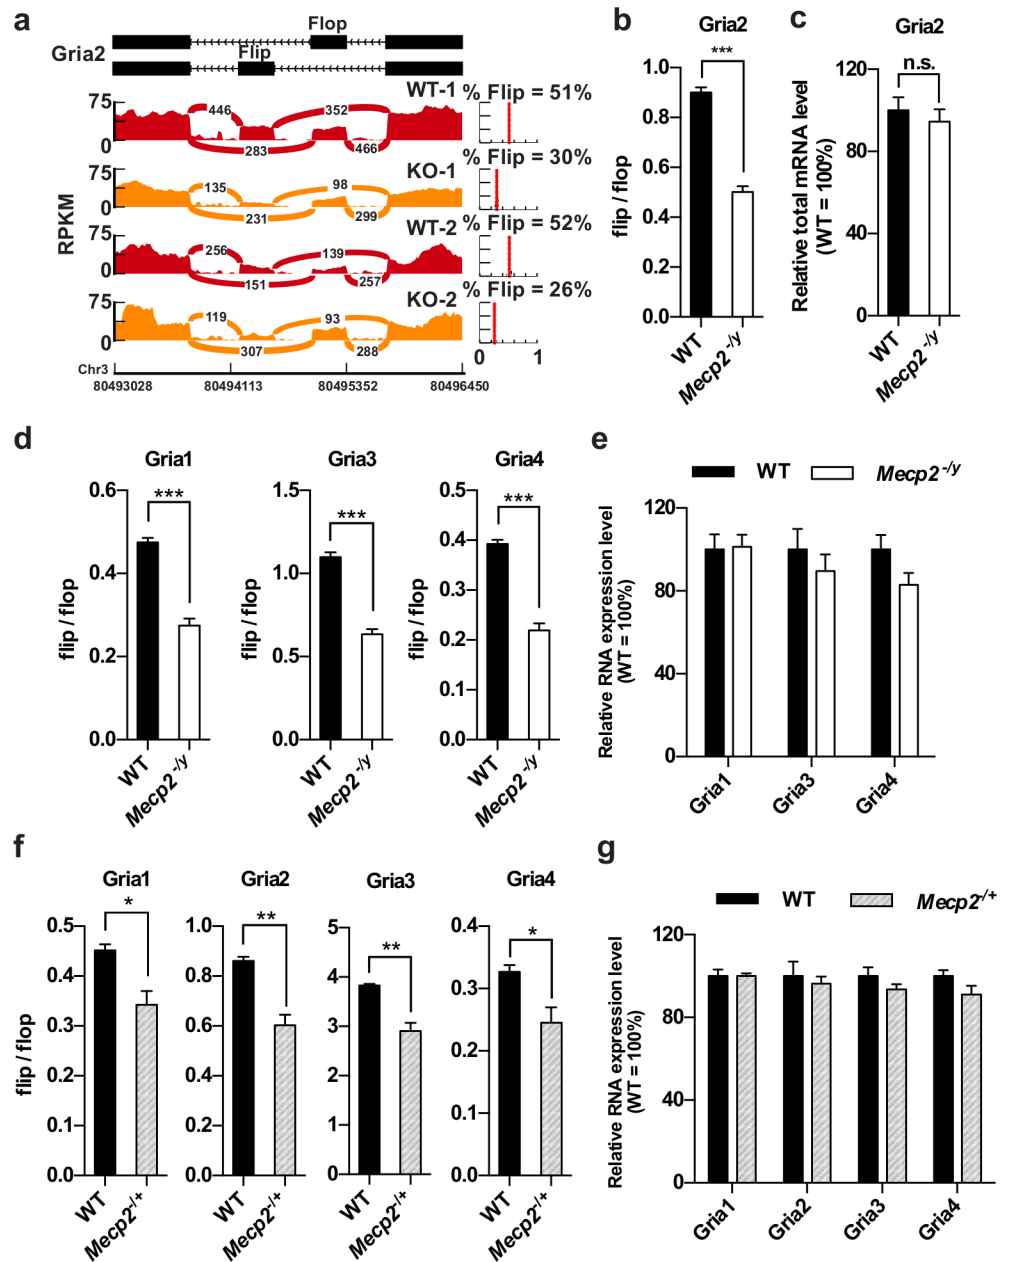 a
Flop
Gria2
Flip
WT-1 % Flip = 51%
75
0
446
352
283
466
KO-1 % Flip = 30%
75
0
135
98
231
299
WT-2 % Flip = 52%
75
0
256
139
151
257
KO-2 % Flip = 26%
75
0
119
93
307
288
RPKM
0 1
Chr3
80493028 80494113 80495352 80496450
b
Gria2
***
1.0
0.8
0.6
0.4
0.2
0.0
flip / flop
WT Mecp2-/y
c
Gria2
n.s.
120
80
40
0
Relative total mRNA level
(WT = 100%)
WT Mecp2-/y
d
Gria1
***
0.6
0.4
0.2
0.0
flip / flop
WT Mecp2-/y
Gria3
***
1.5
1.0
0.5
0.0
flip / flop
WT Mecp2-/y
Gria4
***
0.5
0.4
0.3
0.2
0.1
0.0
flip / flop
WT Mecp2-/y
e
WT Mecp2-/y
120
80
40
0
Relative RNA expression level
(WT = 100%)
Gria1 Gria3 Gria4
f
Gria1
*
0.5
0.4
0.3
0.2
0.1
0.0
flip / flop
WT Mecp2-/+
Gria2
**
1.0
0.8
0.6
0.4
0.2
0.0
WT Mecp2-/+
Gria3
**
5
4
3
2
1
0
WT Mecp2-/+
Gria4
*
0.4
0.3
0.2
0.1
0.0
WT Mecp2-/+
g
WT Mecp2-/+
120
80
40
0
Relative RNA expression level
(WT = 100%)
Gria1 Gria2 Gria3 Gria4